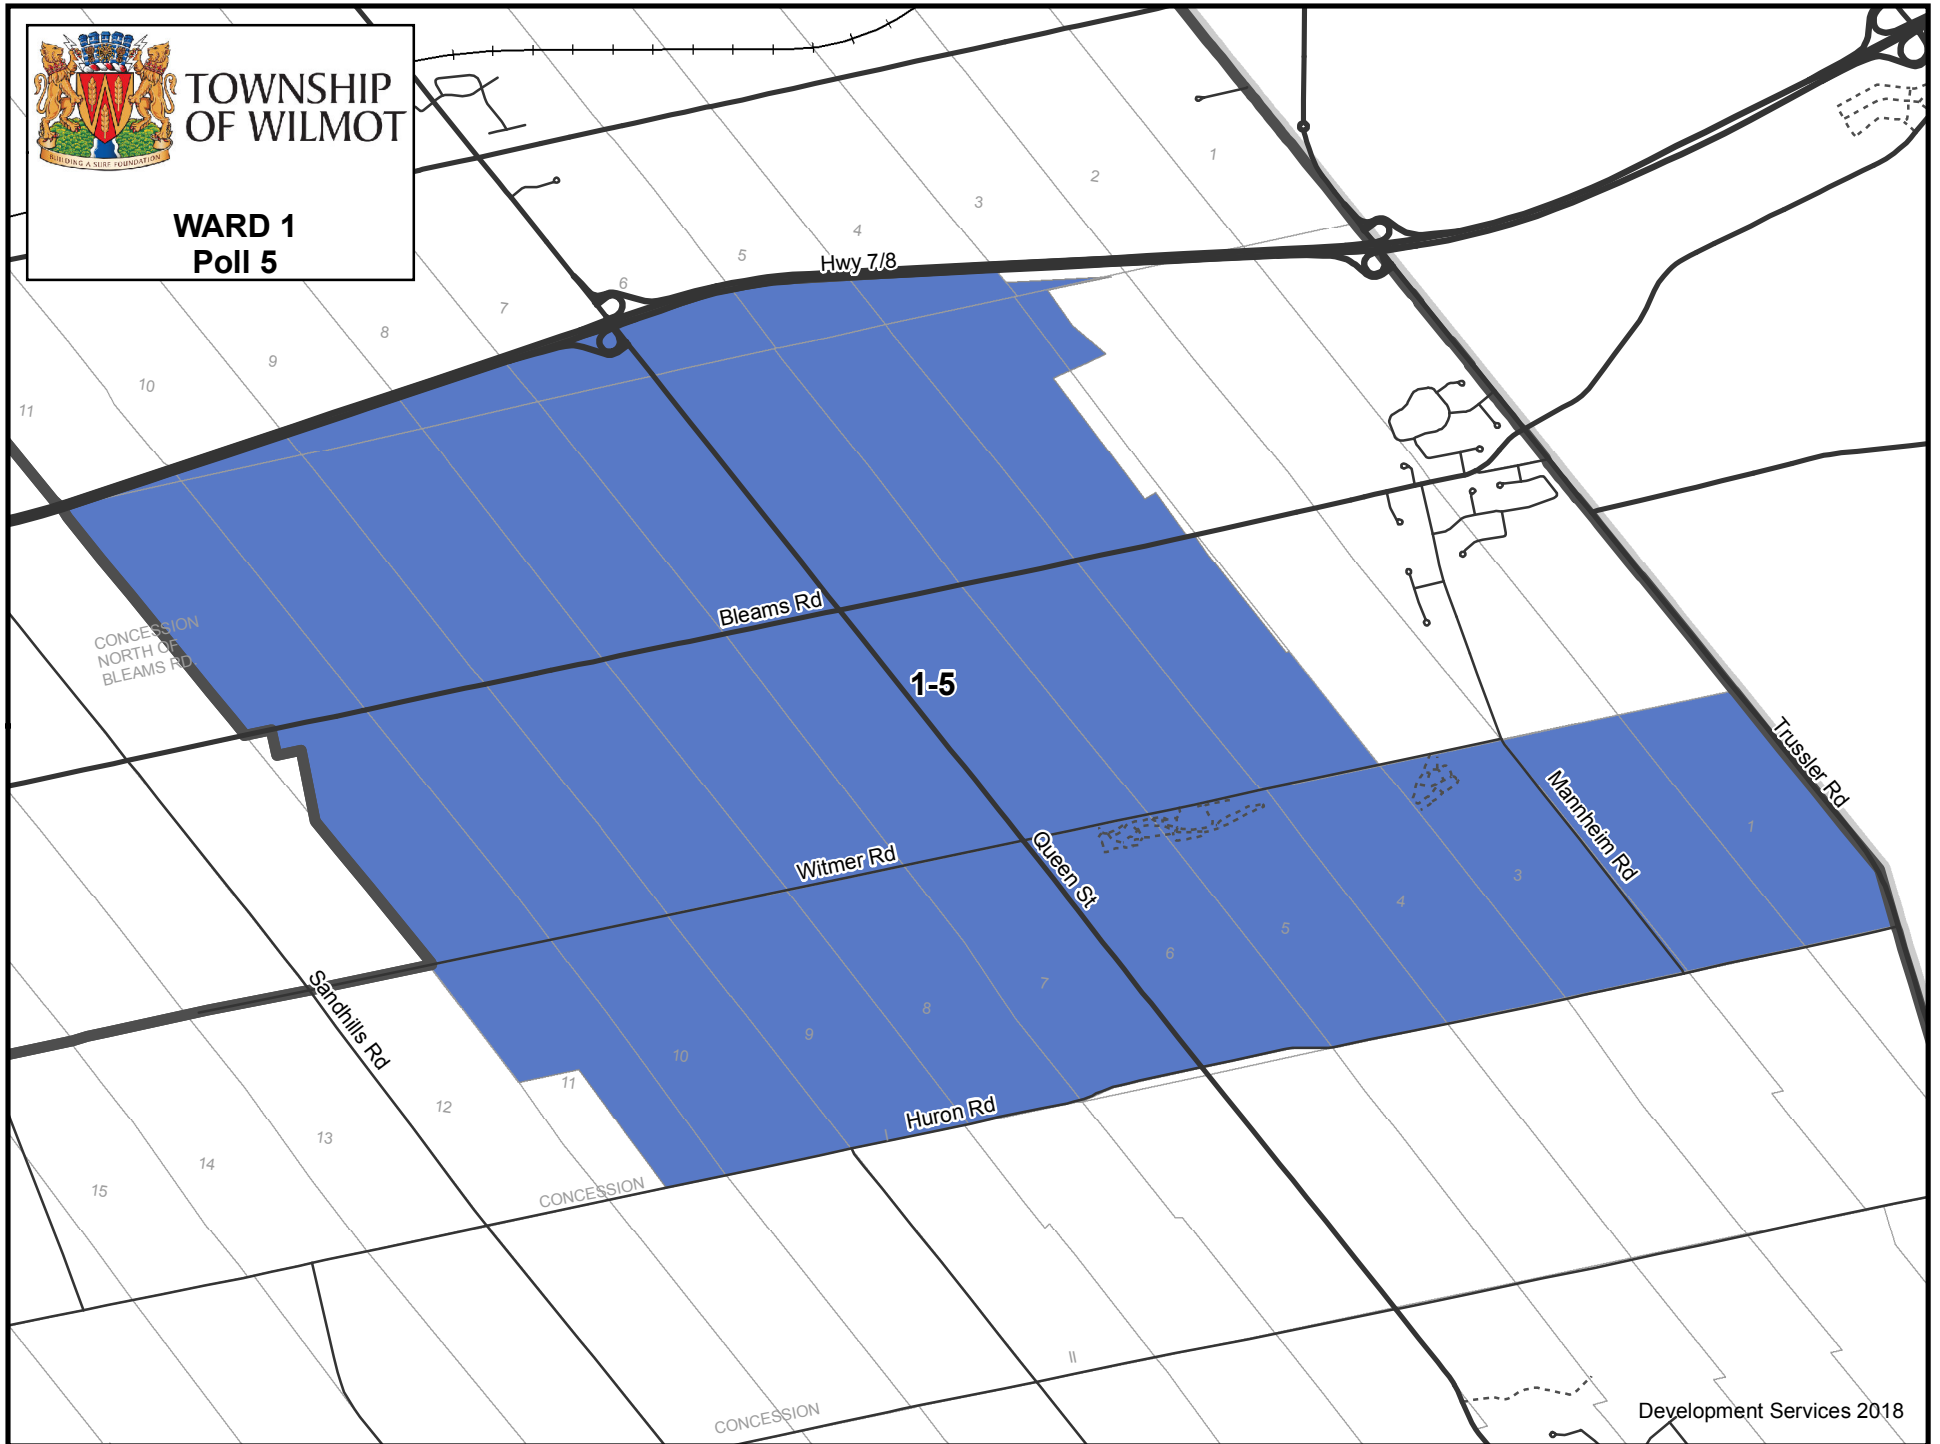 TOWNSHIP
OF WILMOT
BUILDING A SURE FOUNDATION
WARD 1
Poll 5
1
2
3
4
5
6
7
8
9
10
11
Hwy 7/8
CONCESSION
NORTH OF
BLEAMS RD
Bleams Rd
1-5
Trussler Rd
Mannheim Rd
Witmer Rd
Queen St
1
3
4
5
6
7
8
9
10
11
12
13
14
15
Sandhills Rd
Huron Rd
I
CONCESSION
II
CONCESSION
Development Services 2018